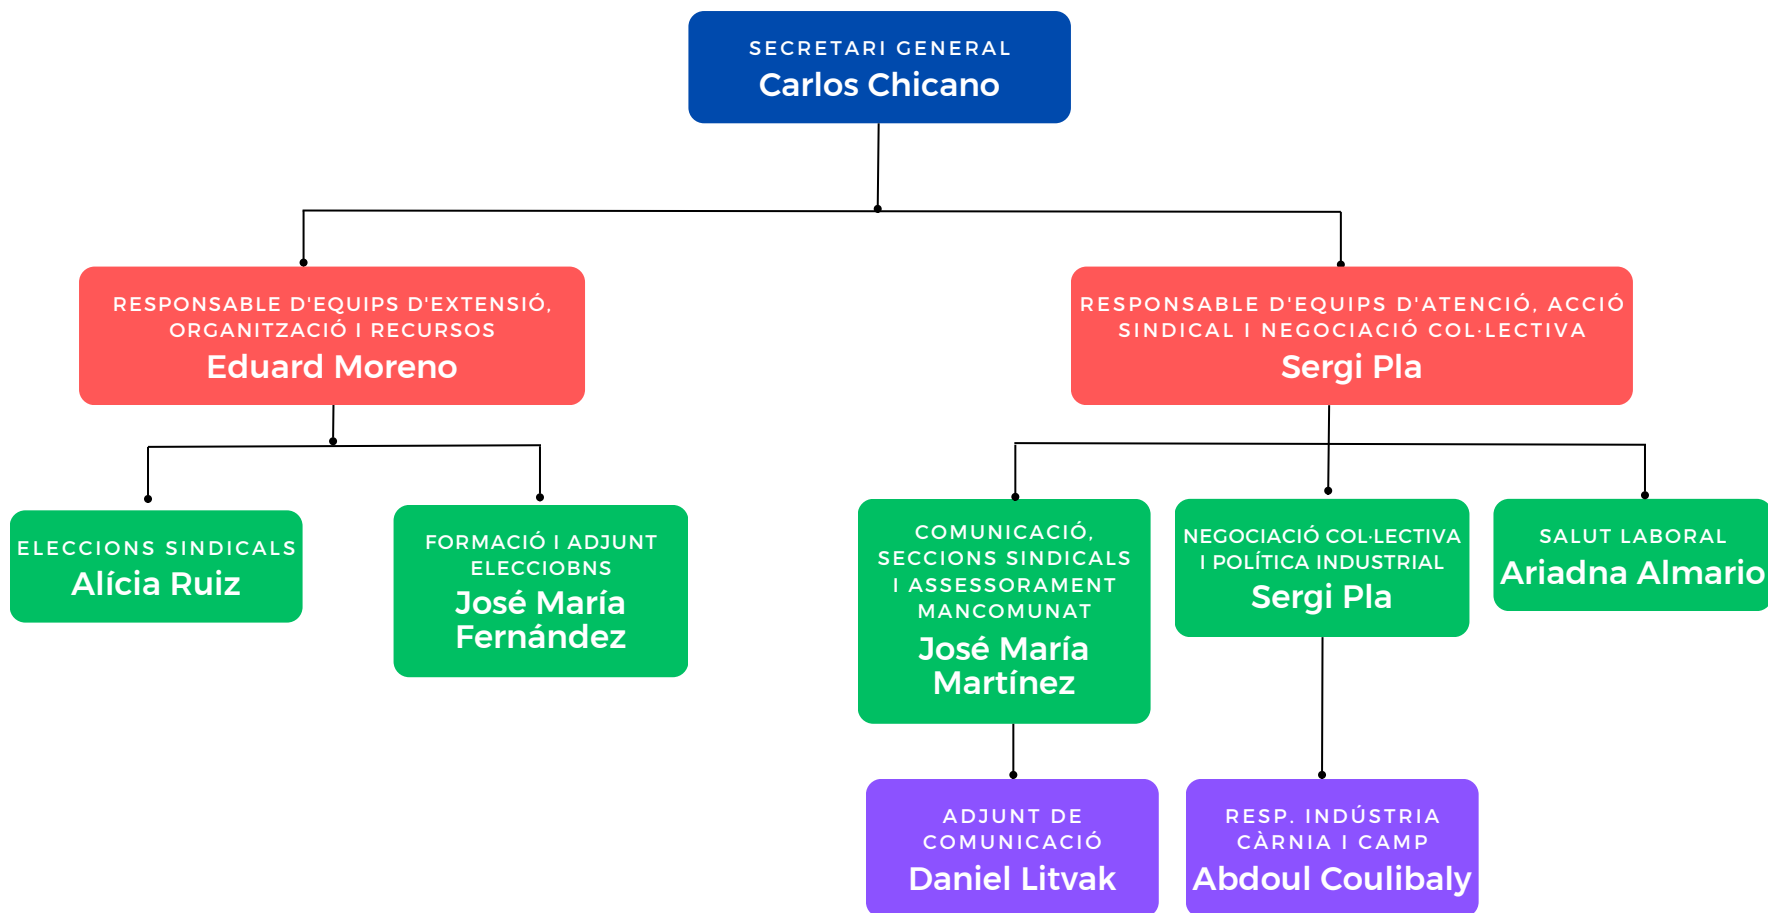 SECRETARI GENERAL
Carlos Chicano
RESPONSABLE D'EQUIPS D'EXTENSIÓ,
ORGANITZACIÓ I RECURSOS
Eduard Moreno
RESPONSABLE D'EQUIPS D'ATENCIÓ, ACCIÓ
SINDICAL I NEGOCIACIÓ COL·LECTIVA
Sergi Pla
ELECCIONS SINDICALS
Alícia Ruiz
FORMACIÓ I ADJUNT
ELECCIOBNS
José María
Fernández
COMUNICACIÓ,
SECCIONS SINDICALS
I ASSESSORAMENT
MANCOMUNAT
José María
Martínez
NEGOCIACIÓ COL·LECTIVA
I POLÍTICA INDUSTRIAL
Sergi Pla
SALUT LABORAL
Ariadna Almario
ADJUNT DE
COMUNICACIÓ
Daniel Litvak
RESP. INDÚSTRIA
CÀRNIA I CAMP
Abdoul Coulibaly